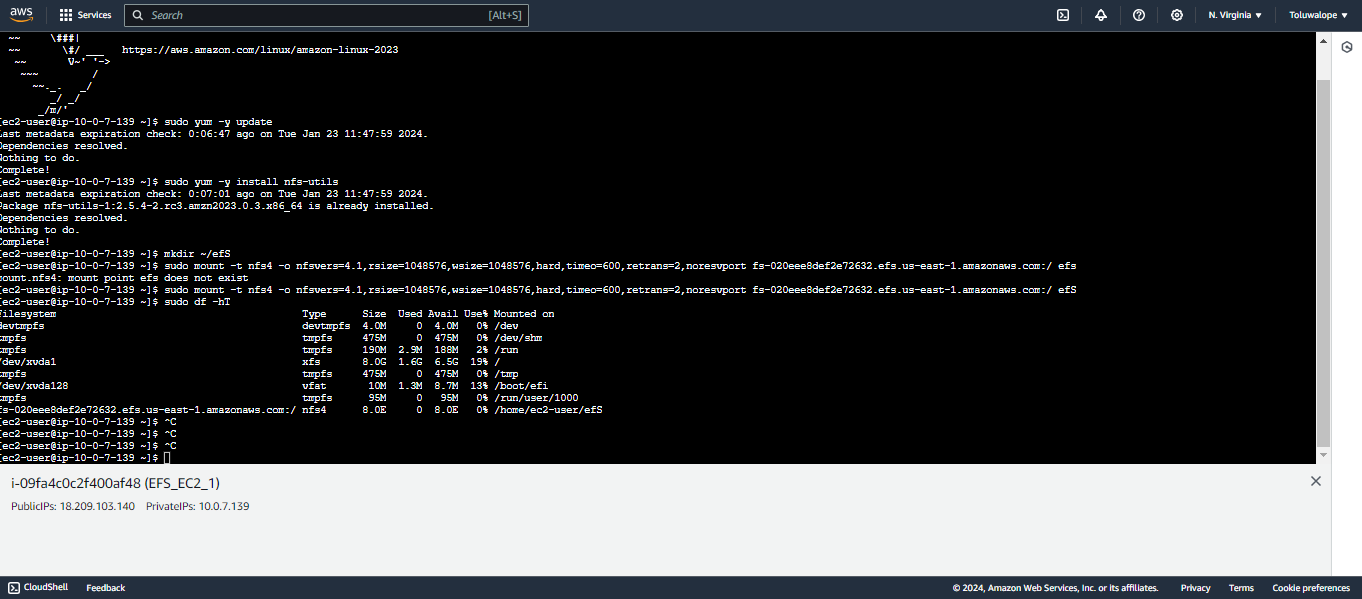 aws Services Search [Alt+S] N. Virginia Toluwalope
~~ \###|
~~ \#/ ___ https://aws.amazon.com/linux/amazon-linux-2023
~~ V~' '->
~~~ /
~~._. _/
_/ _/
_/m/'
[ec2-user@ip-10-0-7-139 ~]$ sudo yum -y update
Last metadata expiration check: 0:06:47 ago on Tue Jan 23 11:47:59 2024.
Dependencies resolved.
Nothing to do.
Complete!
[ec2-user@ip-10-0-7-139 ~]$ sudo yum -y install nfs-utils
Last metadata expiration check: 0:07:01 ago on Tue Jan 23 11:47:59 2024.
Package nfs-utils-1:2.5.4-2.rc3.amzn2023.0.3.x86_64 is already installed.
Dependencies resolved.
Nothing to do.
Complete!
[ec2-user@ip-10-0-7-139 ~]$ mkdir ~/efS
[ec2-user@ip-10-0-7-139 ~]$ sudo mount -t nfs4 -o nfsvers=4.1,rsize=1048576,wsize=1048576,hard,timeo=600,retrans=2,noresvport fs-020eee8def2e72632.efs.us-east-1.amazonaws.com:/ efs
mount.nfs4: mount point efs does not exist
[ec2-user@ip-10-0-7-139 ~]$ sudo mount -t nfs4 -o nfsvers=4.1,rsize=1048576,wsize=1048576,hard,timeo=600,retrans=2,noresvport fs-020eee8def2e72632.efs.us-east-1.amazonaws.com:/ efS
[ec2-user@ip-10-0-7-139 ~]$ sudo df -hT
Filesystem Type Size Used Avail Use% Mounted on
devtmpfs devtmpfs 4.0M 0 4.0M 0% /dev
tmpfs tmpfs 475M 0 475M 0% /dev/shm
tmpfs tmpfs 190M 2.9M 188M 2% /run
/dev/xvda1 xfs 8.0G 1.6G 6.5G 19% /
tmpfs tmpfs 475M 0 475M 0% /tmp
/dev/xvda128 vfat 10M 1.3M 8.7M 13% /boot/efi
tmpfs tmpfs 95M 0 95M 0% /run/user/1000
fs-020eee8def2e72632.efs.us-east-1.amazonaws.com:/ nfs4 8.0E 0 8.0E 0% /home/ec2-user/efS
[ec2-user@ip-10-0-7-139 ~]$ ^C
[ec2-user@ip-10-0-7-139 ~]$ ^C
[ec2-user@ip-10-0-7-139 ~]$ ^C
[ec2-user@ip-10-0-7-139 ~]$
i-09fa4c0c2f400af48 (EFS_EC2_1)
PublicIPs: 18.209.103.140 PrivateIPs: 10.0.7.139
CloudShell Feedback © 2024, Amazon Web Services, Inc. or its affiliates. Privacy Terms Cookie preferences